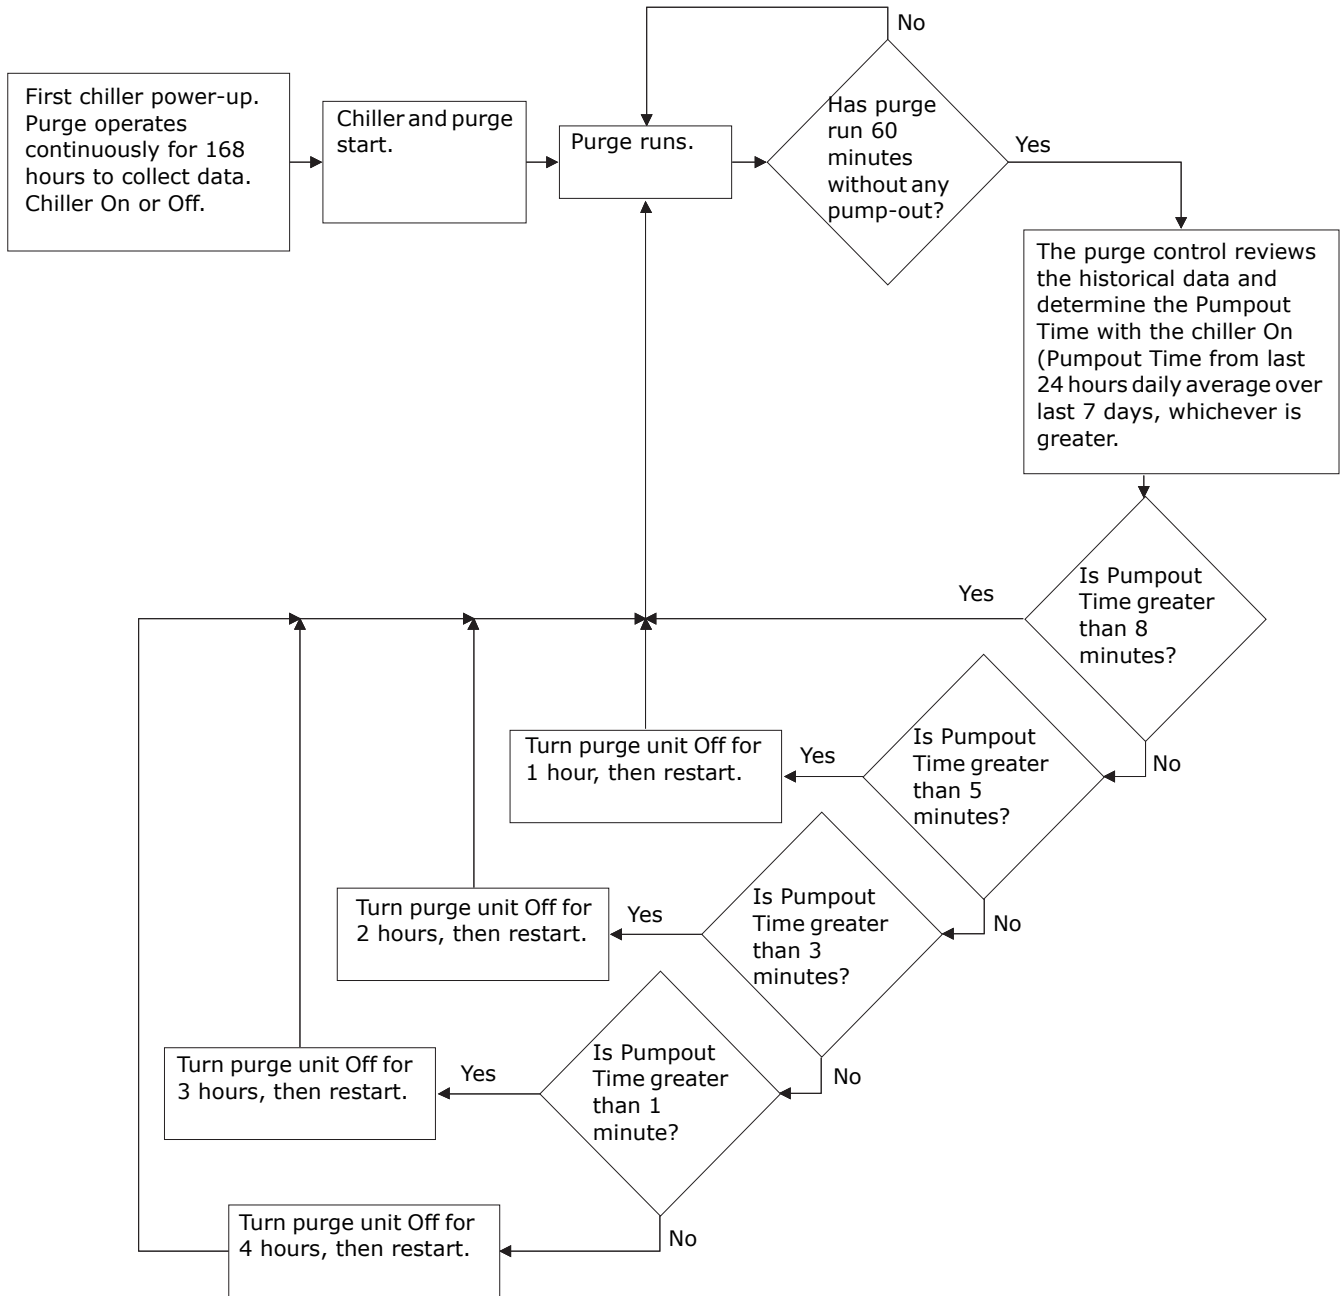 No
First chiller power-up.
Purge operates
continuously for 168
hours to collect data.
Chiller On or Off.
Chiller and purge
start.
Purge runs.
Has purge
run 60
minutes
without any
pump-out?
Yes
The purge control reviews
the historical data and
determine the Pumpout
Time with the chiller On
(Pumpout Time from last
24 hours daily average over
last 7 days, whichever is
greater.
Is Pumpout
Time greater
than 8
minutes?
Yes
No
Is Pumpout
Time greater
than 5
minutes?
Yes
Turn purge unit Off for
1 hour, then restart.
No
Is Pumpout
Time greater
than 3
minutes?
Yes
Turn purge unit Off for
2 hours, then restart.
No
Is Pumpout
Time greater
than 1
minute?
Yes
Turn purge unit Off for
3 hours, then restart.
No
Turn purge unit Off for
4 hours, then restart.